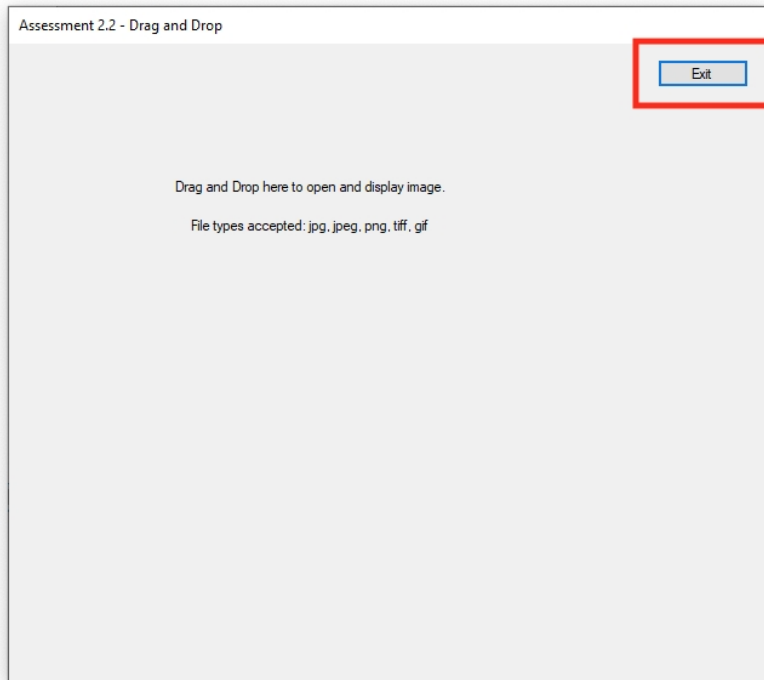 Assessment 2.2 - Drag and Drop
Exit
Drag and Drop here to open and display image.
File types accepted: jpg, jpeg, png, tiff, gif